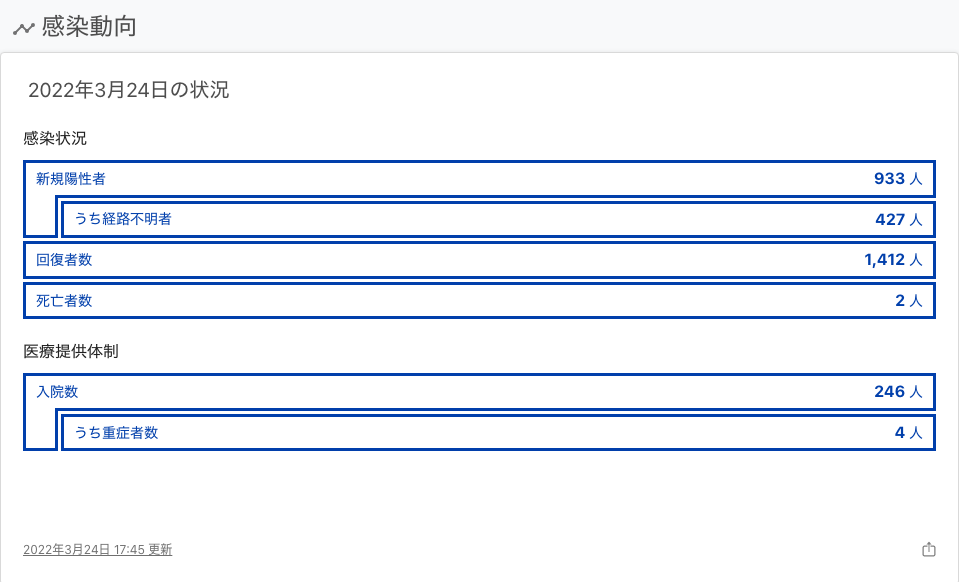 感染動向
2022年3月24日の状況
感染状況
新規陽性者 933 人
うち経路不明者 427 人
回復者数 1,412 人
死亡者数 2 人
医療提供体制
入院数 246 人
うち重症者数 4 人
2022年3月24日 17:45 更新